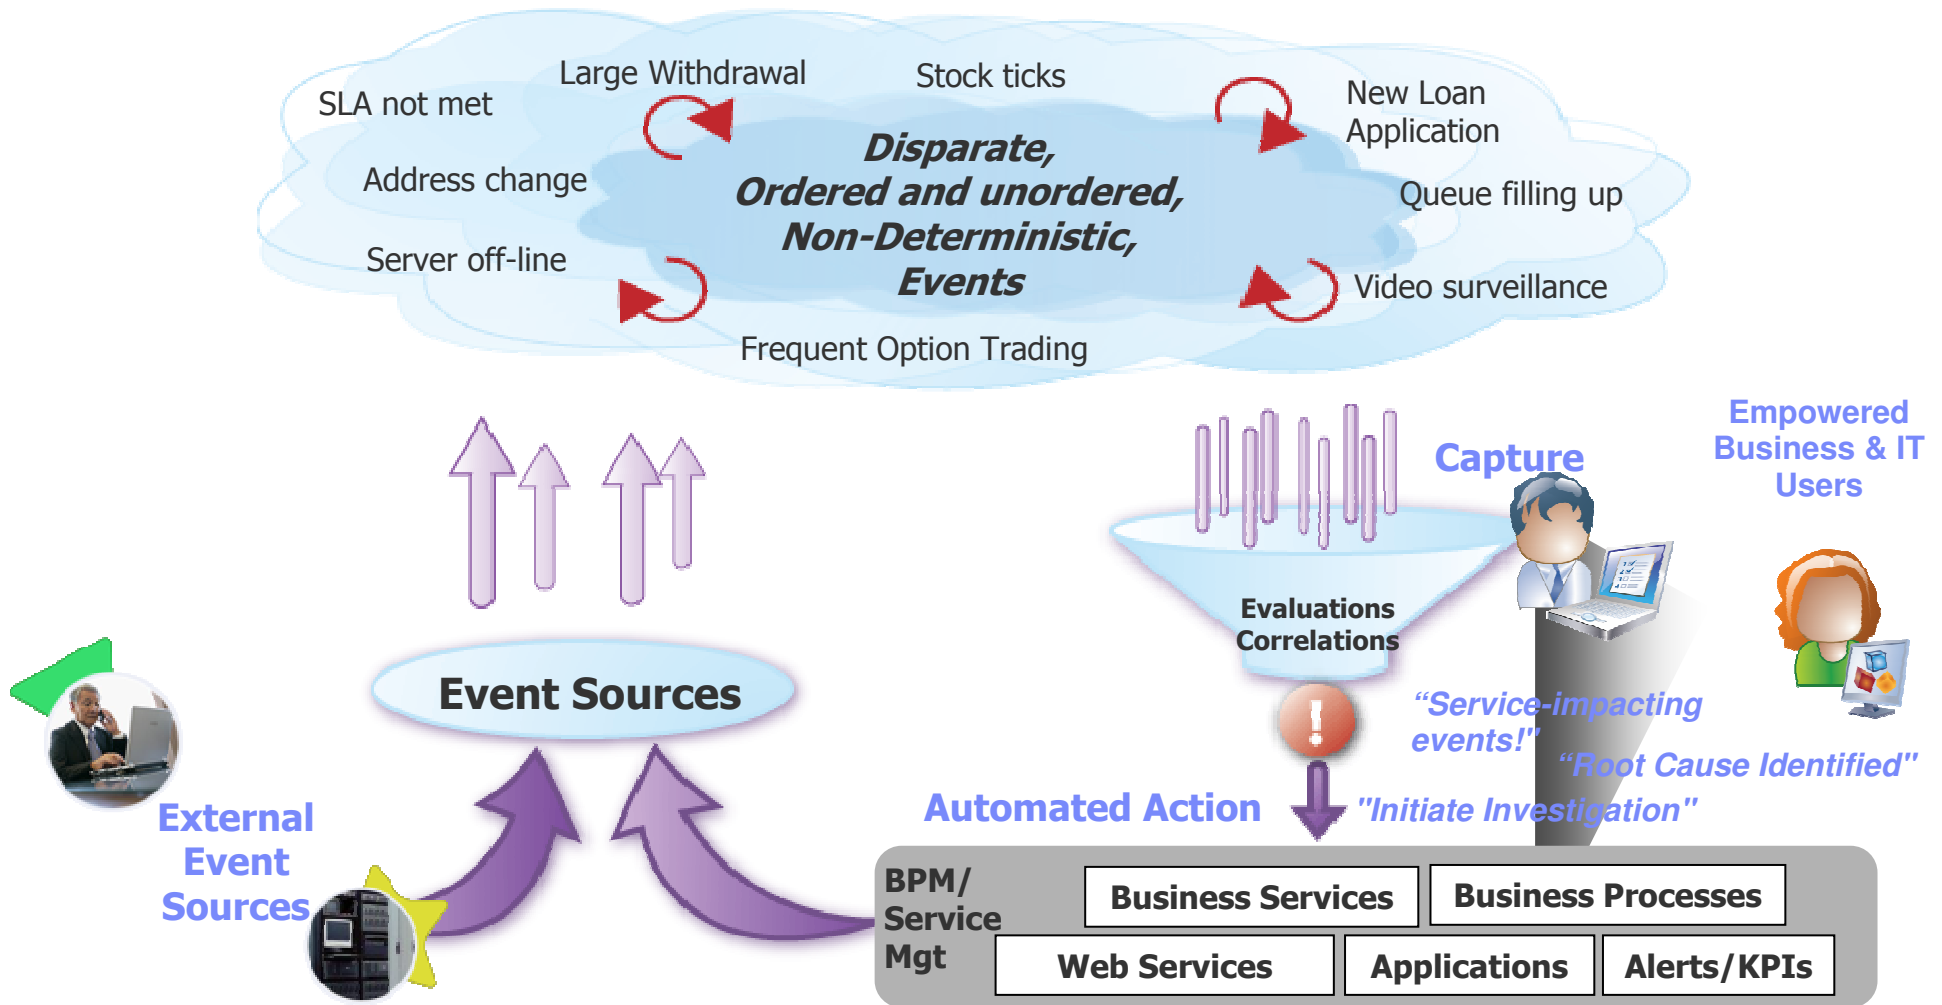 Large Withdrawal
Stock ticks
SLA not met
New Loan
Application
Disparate,
Ordered and unordered,
Non-Deterministic,
Events
Address change
Queue filling up
Server off-line
Video surveillance
Frequent Option Trading
Empowered
Business & IT
Users
Capture
Evaluations
Correlations
Event Sources
!
“Service-impacting
events!"
“Root Cause Identified"
Automated Action
"Initiate Investigation"
External
Event
Sources
BPM/
Service
Mgt
Business Services
Business Processes
Web Services
Applications
Alerts/KPIs